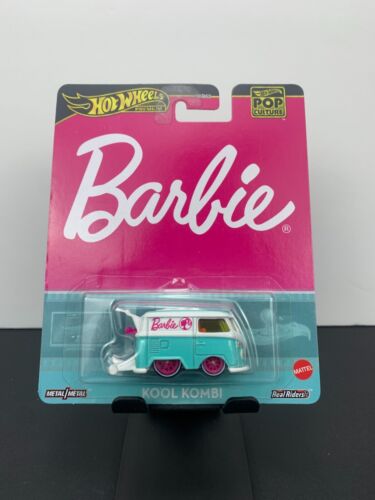 HOT WHEELS
POP
CULTURE
Barbie
®
Barbie
KOOL KOMBI
MATTEL
METAL/METAL
Real Riders